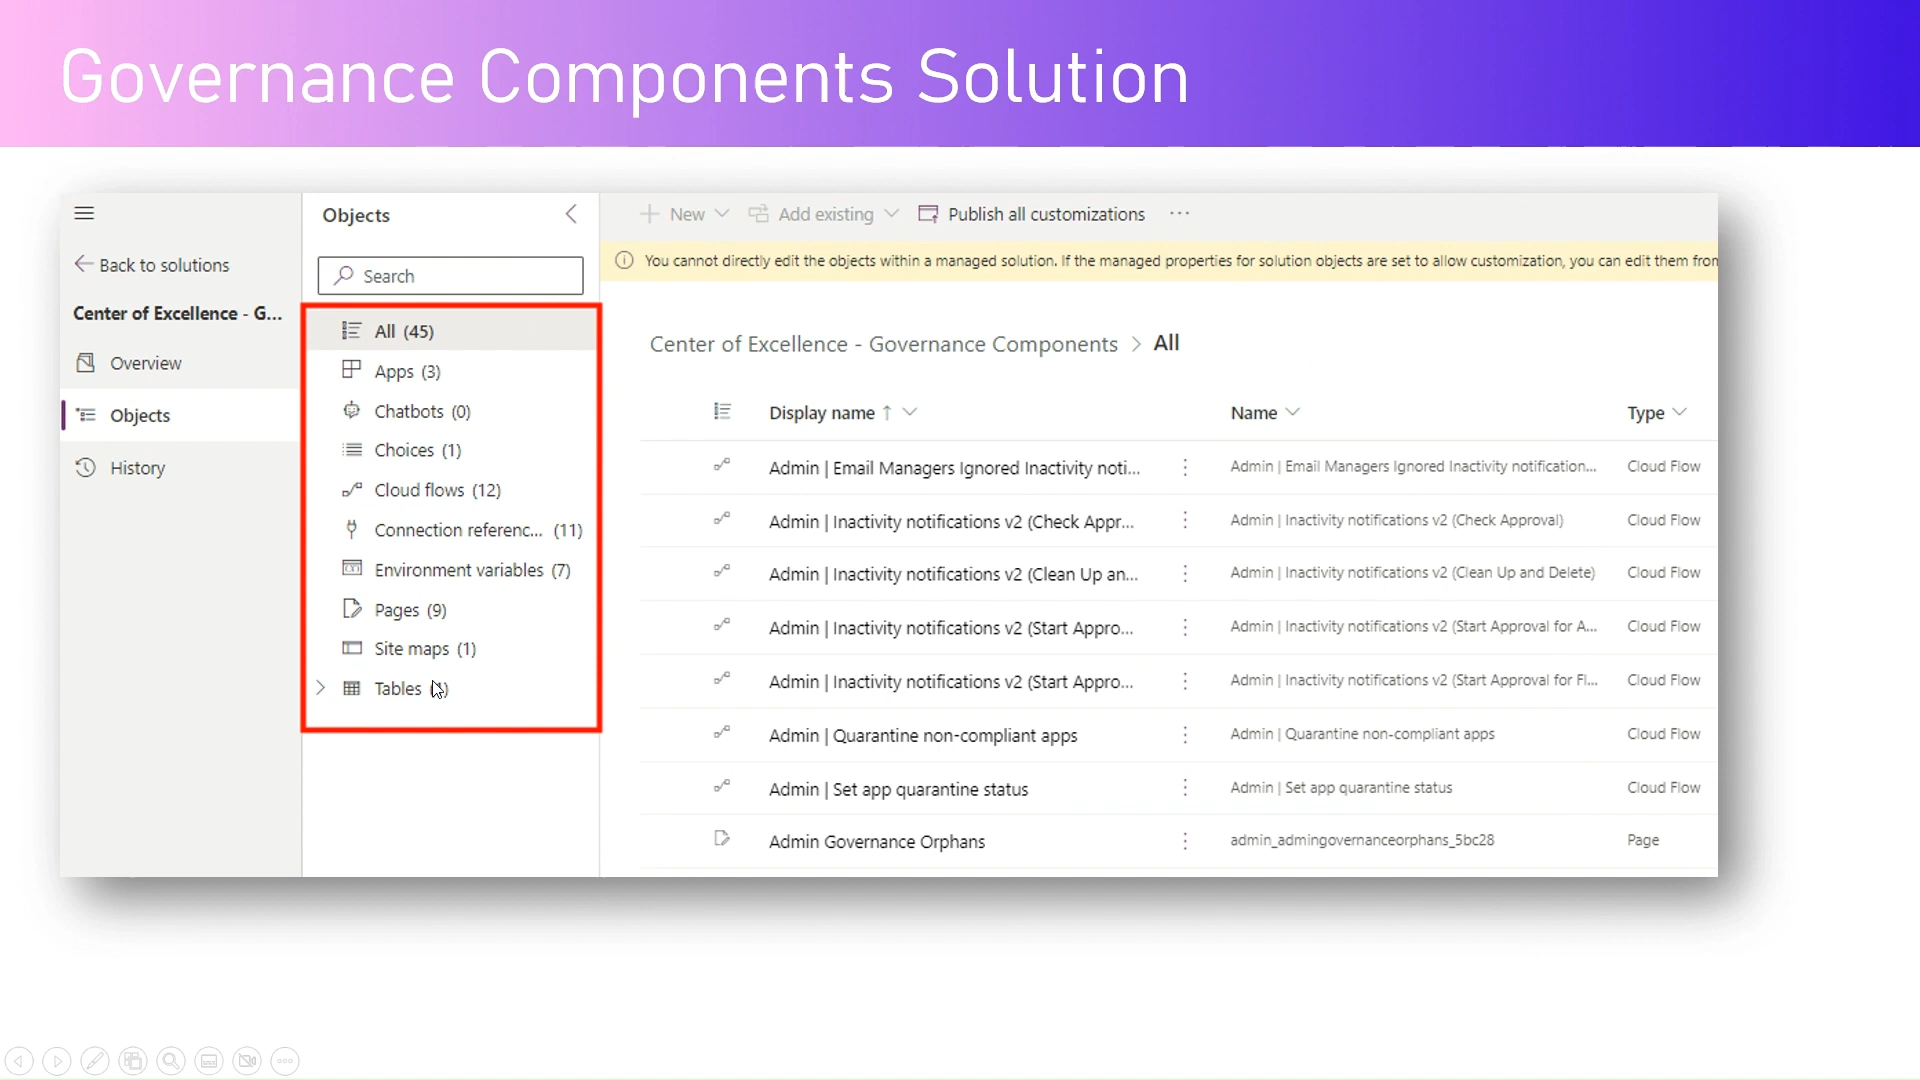 Governance Components Solution
Objects
New
Add existing
Publish all customizations
Back to solutions
Search
You cannot directly edit the objects within a managed solution. If the managed properties for solution objects are set to allow customization, you can edit them from
Center of Excellence - G...
Overview
Objects
History
All (45)
Apps (3)
Chatbots (0)
Choices (1)
Cloud flows (12)
Connection referenc... (11)
Environment variables (7)
Pages (9)
Site maps (1)
Tables
Center of Excellence - Governance Components > All
Display name ↑ Name Type
Admin | Email Managers Ignored Inactivity noti... Admin | Email Managers Ignored Inactivity notification... Cloud Flow
Admin | Inactivity notifications v2 (Check Appr... Admin | Inactivity notifications v2 (Check Approval) Cloud Flow
Admin | Inactivity notifications v2 (Clean Up an... Admin | Inactivity notifications v2 (Clean Up and Delete) Cloud Flow
Admin | Inactivity notifications v2 (Start Appro... Admin | Inactivity notifications v2 (Start Approval for A... Cloud Flow
Admin | Inactivity notifications v2 (Start Appro... Admin | Inactivity notifications v2 (Start Approval for Fl... Cloud Flow
Admin | Quarantine non-compliant apps Admin | Quarantine non-compliant apps Cloud Flow
Admin | Set app quarantine status Admin | Set app quarantine status Cloud Flow
Admin Governance Orphans admin_admingovernanceorphans_5bc28 Page